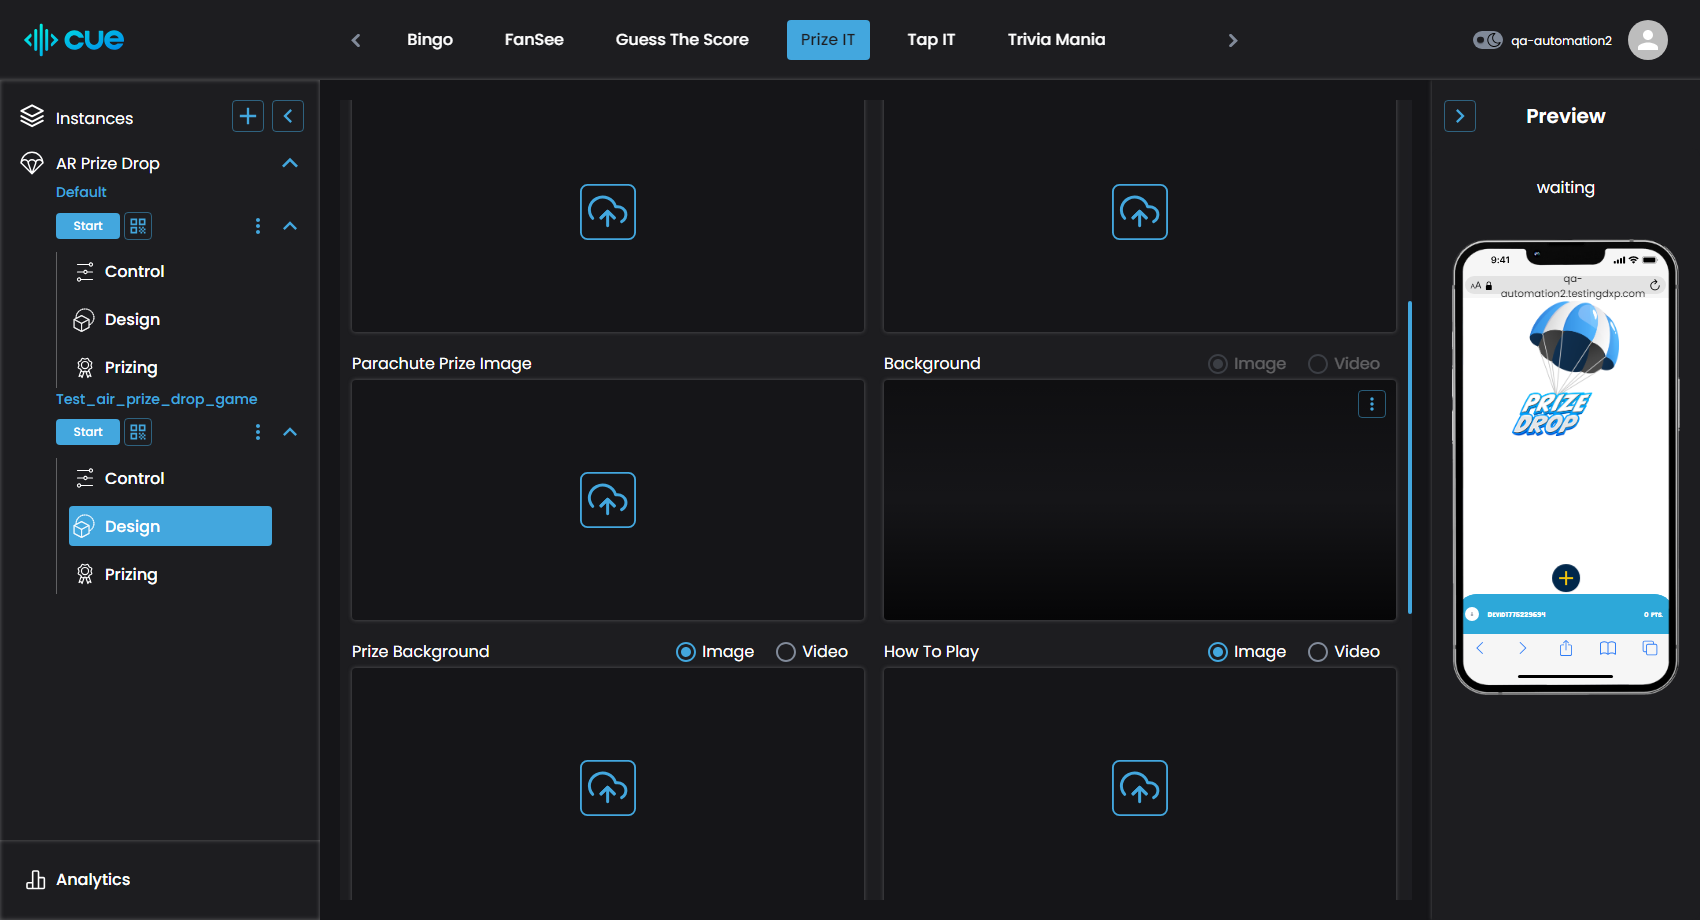 cue
Bingo
FanSee
Guess The Score
Prize IT
Tap IT
Trivia Mania
qa-automation2
Instances
AR Prize Drop
Default
Start
Control
Design
Prizing
Test_air_prize_drop_game
Start
Control
Design
Prizing
Analytics
Parachute Prize Image
Background
Image
Video
Prize Background
Image
Video
How To Play
Image
Video
Preview
waiting
9:41
AA
qa-
automation2.testingdxp.com
PRIZE
DROP
DEVID1775229694
0 PTS.